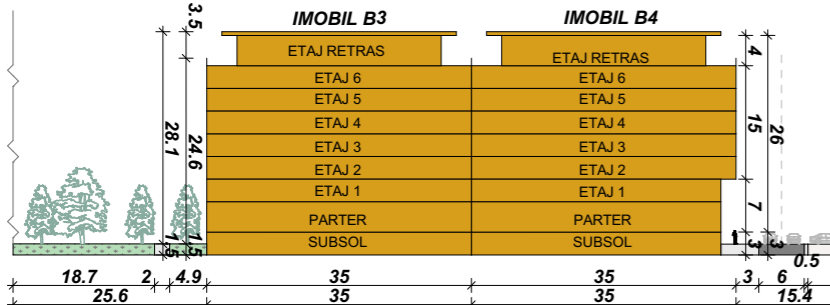 IMOBIL B3 IMOBIL B4
3.5
ETAJ RETRAS ETAJ RETRAS 4
ETAJ 6 ETAJ 6
ETAJ 5 ETAJ 5
28.1 24.6 ETAJ 4 ETAJ 4 15 26
ETAJ 3 ETAJ 3
ETAJ 2 ETAJ 2
ETAJ 1 ETAJ 1
PARTER PARTER 7
1.5 1.5 SUBSOL SUBSOL 3 3
0.5
18.7 2 4.9 35 35 3 6
25.6 35 35 15.4